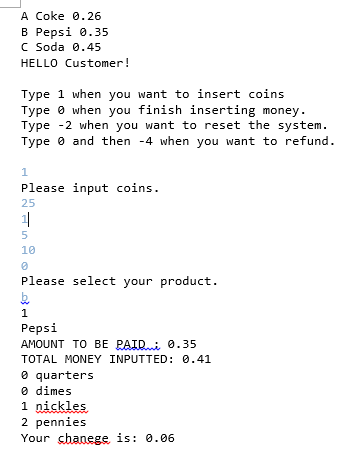 A Coke 0.26
B Pepsi 0.35
C Soda 0.45
HELLO Customer!
Type 1 when you want to insert coins
Type 0 when you finish inserting money.
Type -2 when you want to reset the system.
Type 0 and then -4 when you want to refund.
1
Please input coins.
25
1
5
10
0
Please select your product.
b
1
Pepsi
AMOUNT TO BE PAID : 0.35
TOTAL MONEY INPUTTED: 0.41
0 quarters
0 dimes
1 nickles
2 pennies
Your chanege is: 0.06